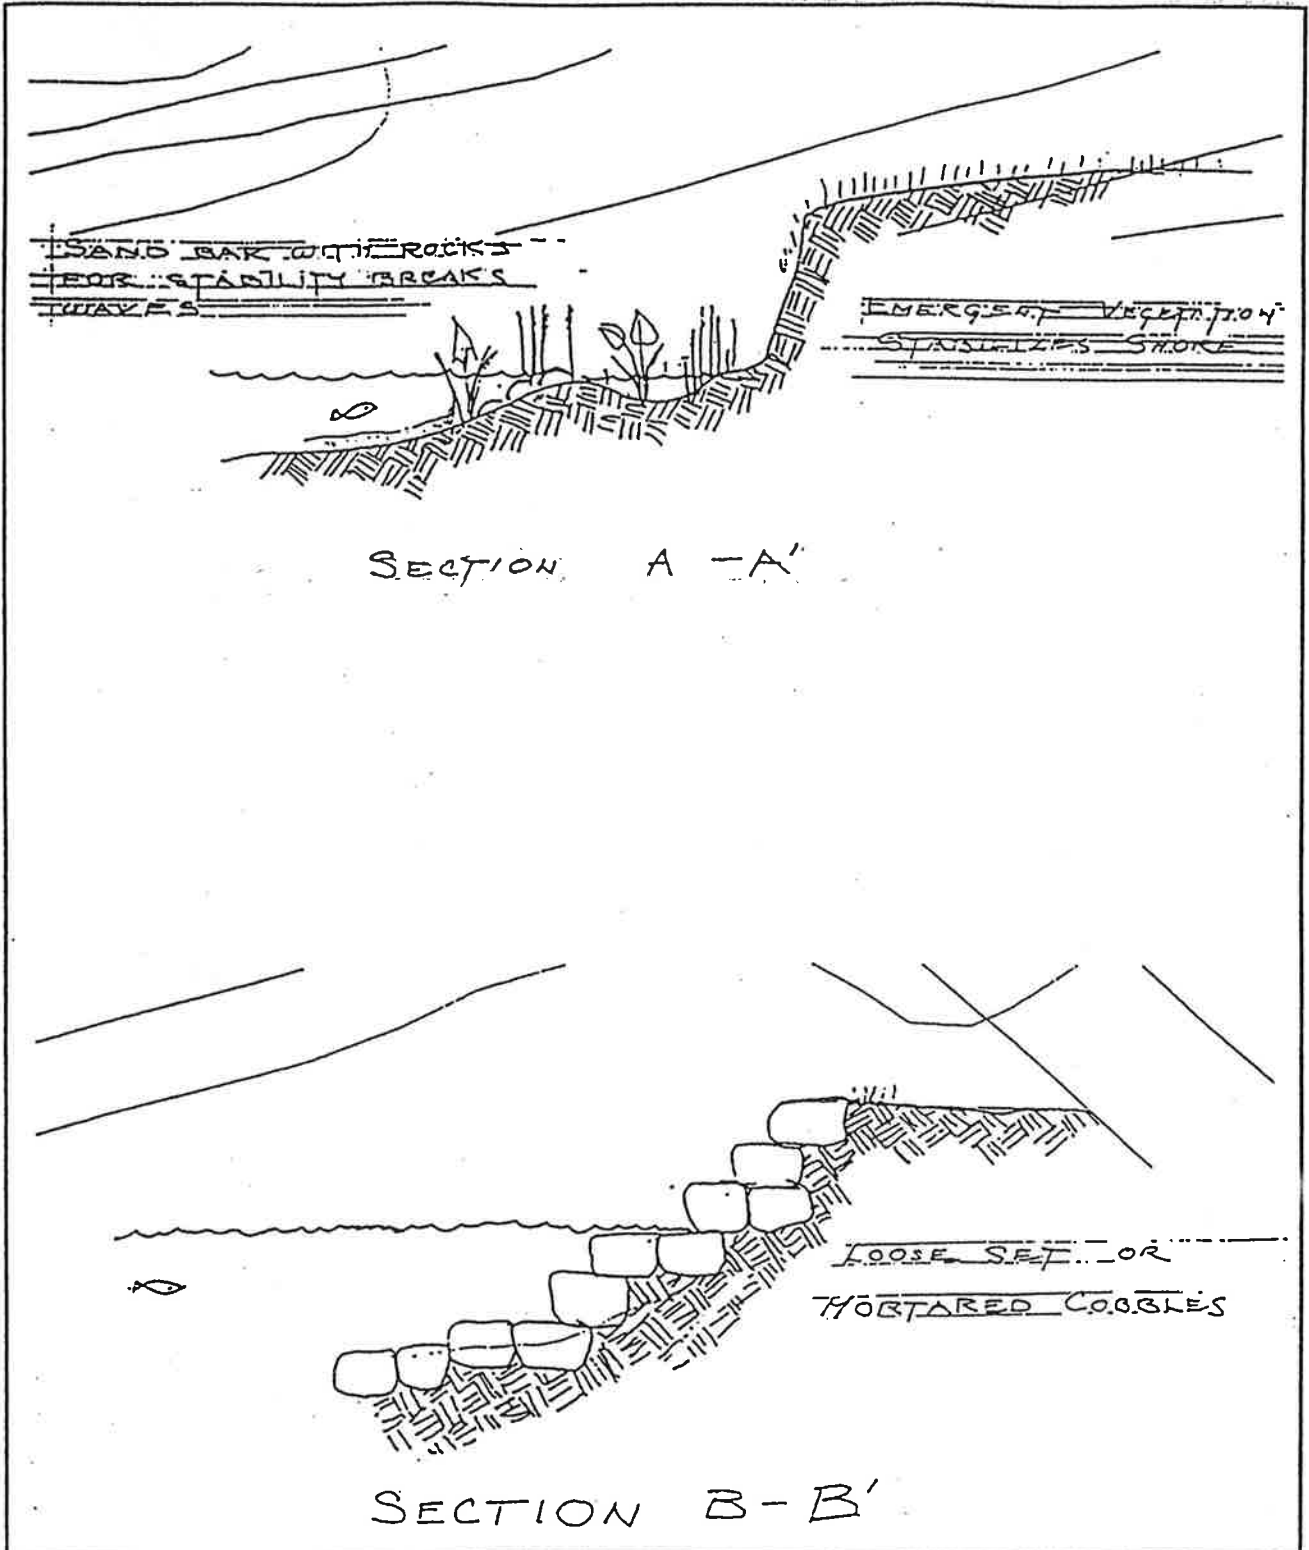 SAND BAR WITH ROCKS
FOR STABILITY BREAKS
WAVES
EMERGENT VEGETATION
STABILIZES SHORE
SECTION A-A'
LOOSE SET OR
MORTARED COBBLES
SECTION B-B'